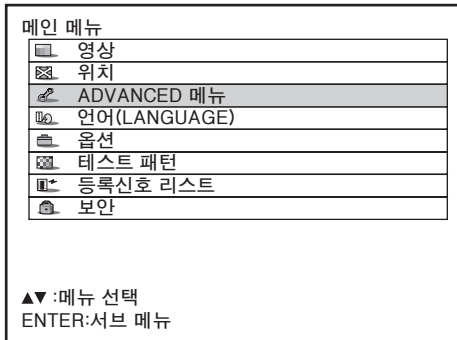 메인 메뉴
영상
위치
ADVANCED 메뉴
언어(LANGUAGE)
옵션
테스트 패턴
등록신호 리스트
보안
▲▼ :메뉴 선택
ENTER:서브 메뉴